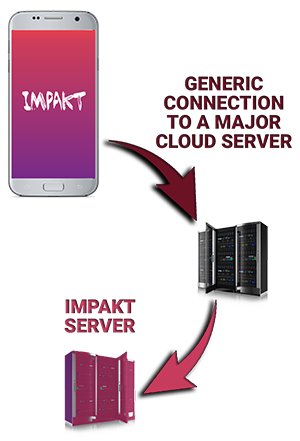 IMPAKT
GENERIC
CONNECTION
TO A MAJOR
CLOUD SERVER
IMPAKT
SERVER